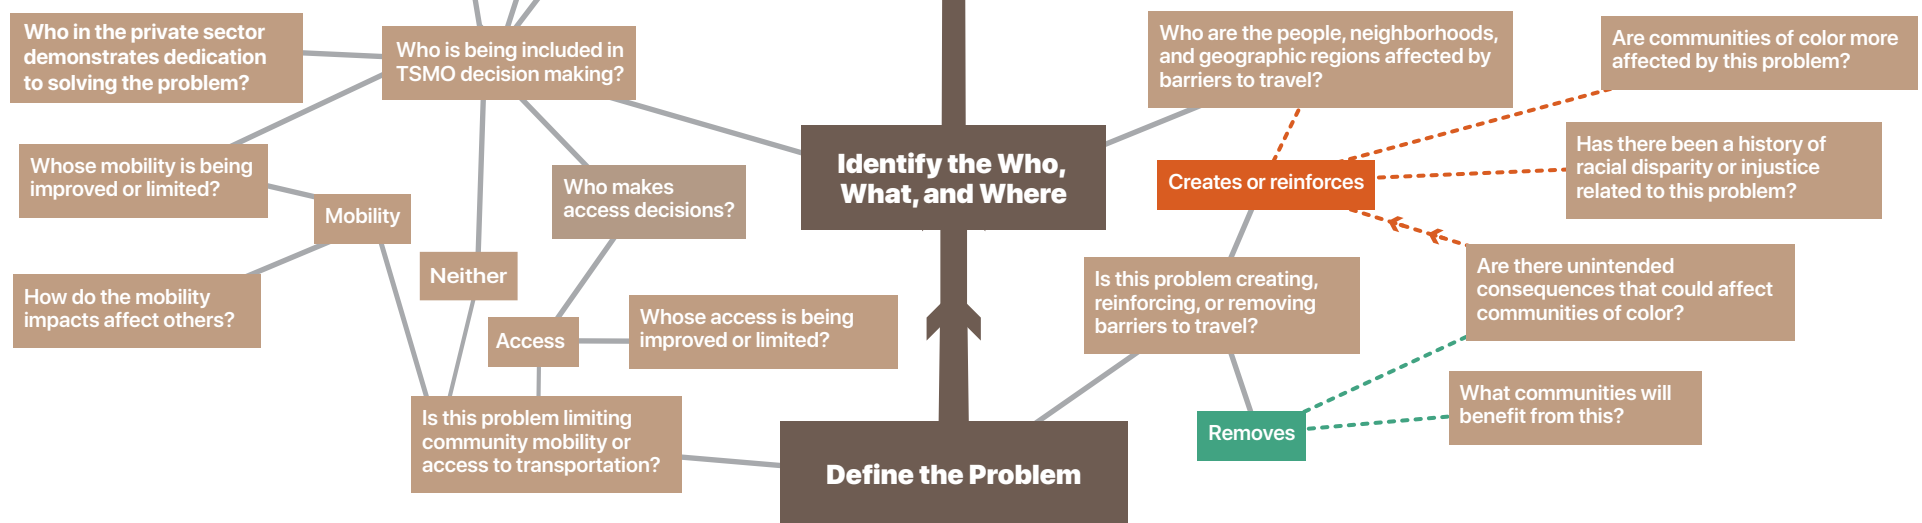 Who in the private sector
demonstrates dedication
to solving the problem?
Who is being included in
TSMO decision making?
Whose mobility is being
improved or limited?
Mobility
How do the mobility
impacts affect others?
Neither
Who makes
access decisions?
Access
Whose access is being
improved or limited?
Is this problem limiting
community mobility or
access to transportation?
Identify the Who,
What, and Where
Define the Problem
Who are the people, neighborhoods,
and geographic regions affected by
barriers to travel?
Are communities of color more
affected by this problem?
Creates or reinforces
Has there been a history of
racial disparity or injustice
related to this problem?
Is this problem creating,
reinforcing, or removing
barriers to travel?
Are there unintended
consequences that could affect
communities of color?
What communities will
benefit from this?
Removes